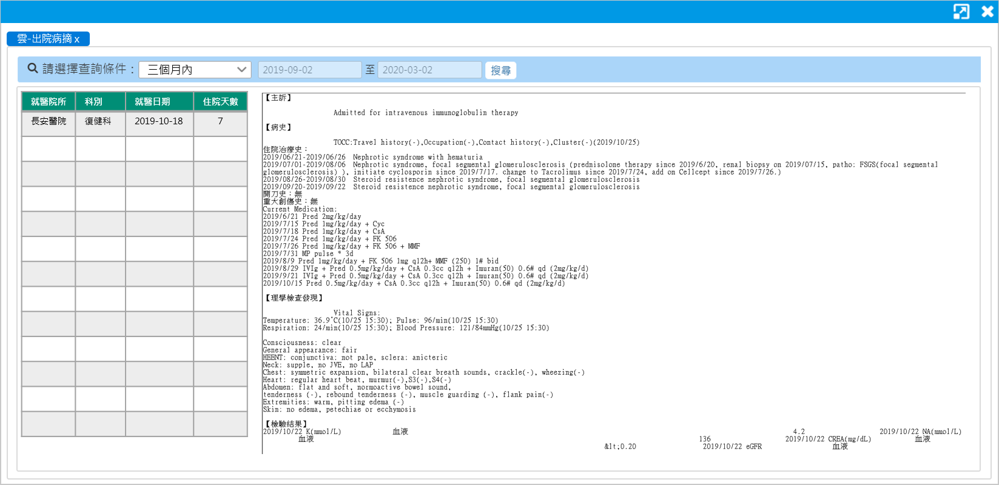 雲-出院病摘 x
請選擇查詢條件： 三個月內 2019-09-02 至 2020-03-02 搜尋
就醫院所 科別 就醫日期 住院天數
長安醫院 復健科 2019-10-18 7
【主訴】
Admitted for intravenous immunoglobulin therapy
【病史】
TOCC:Travel history(-),Occupation(-),Contact history(-),Cluster(-)(2019/10/25)
住院治療史：
2019/06/21-2019/06/26 Nephrotic syndrome with hematuria
2019/07/01-2019/08/06 Nephrotic syndrome, focal segmental glomerulosclerosis (prednisolone therapy since 2019/6/20, renal biopsy on 2019/07/15, patho: FSGS(focal segmental
glomerulosclerosis) ), initiate cyclosporin since 2019/7/17. change to Tacrolimus since 2019/7/24, add on Cellcept since 2019/7/26.)
2019/08/26-2019/08/30 Steroid resistence nephrotic syndrome, focal segmental glomerulosclerosis
2019/09/20-2019/09/22 Steroid resistence nephrotic syndrome, focal segmental glomerulosclerosis
開刀史：無
重大創傷史：無
Current Medication:
2019/6/21 Pred 2mg/kg/day
2019/7/15 Pred 1mg/kg/day + Cyc
2019/7/18 Pred 1mg/kg/day + CsA
2019/7/24 Pred 1mg/kg/day + FK 506
2019/7/26 Pred 1mg/kg/day + FK 506 + MMF
2019/7/31 MP pulse * 3d
2019/8/9 Pred 1mg/kg/day + FK 506 1mg q12h+ MMF (250) 1# bid
2019/8/29 IVIg + Pred 0.5mg/kg/day + CsA 0.3cc q12h + Imuran(50) 0.6# qd (2mg/kg/d)
2019/9/21 IVIg + Pred 0.5mg/kg/day + CsA 0.3cc q12h + Imuran(50) 0.6# qd (2mg/kg/d)
2019/10/15 Pred 0.5mg/kg/day + CsA 0.3cc q12h + Imuran(50) 0.6# qd (2mg/kg/d)
【理學檢查發現】
Vital Signs:
Temperature: 36.9°C(10/25 15:30); Pulse: 96/min(10/25 15:30)
Respiration: 24/min(10/25 15:30); Blood Pressure: 121/84mmHg(10/25 15:30)
Consciousness: clear
General appearance: fair
HEENT: conjunctiva: not pale, sclera: anicteric
Neck: supple, no JVE, no LAP
Chest: symmetric expansion, bilateral clear breath sounds, crackle(-), wheezing(-)
Heart: regular heart beat, murmur(-),S3(-),S4(-)
Abdomen: flat and soft, normoactive bowel sound,
tenderness (-), rebound tenderness (-), muscle guarding (-), flank pain(-)
Extremities: warm, pitting edema (-)
Skin: no edema, petechiae or ecchymosis
【檢驗結果】
2019/10/22 K(mmol/L) 血液 4.2 2019/10/22 NA(mmol/L)
血液 136 2019/10/22 CREA(mg/dL) 血液
&lt;0.20 2019/10/22 eGFR 血液